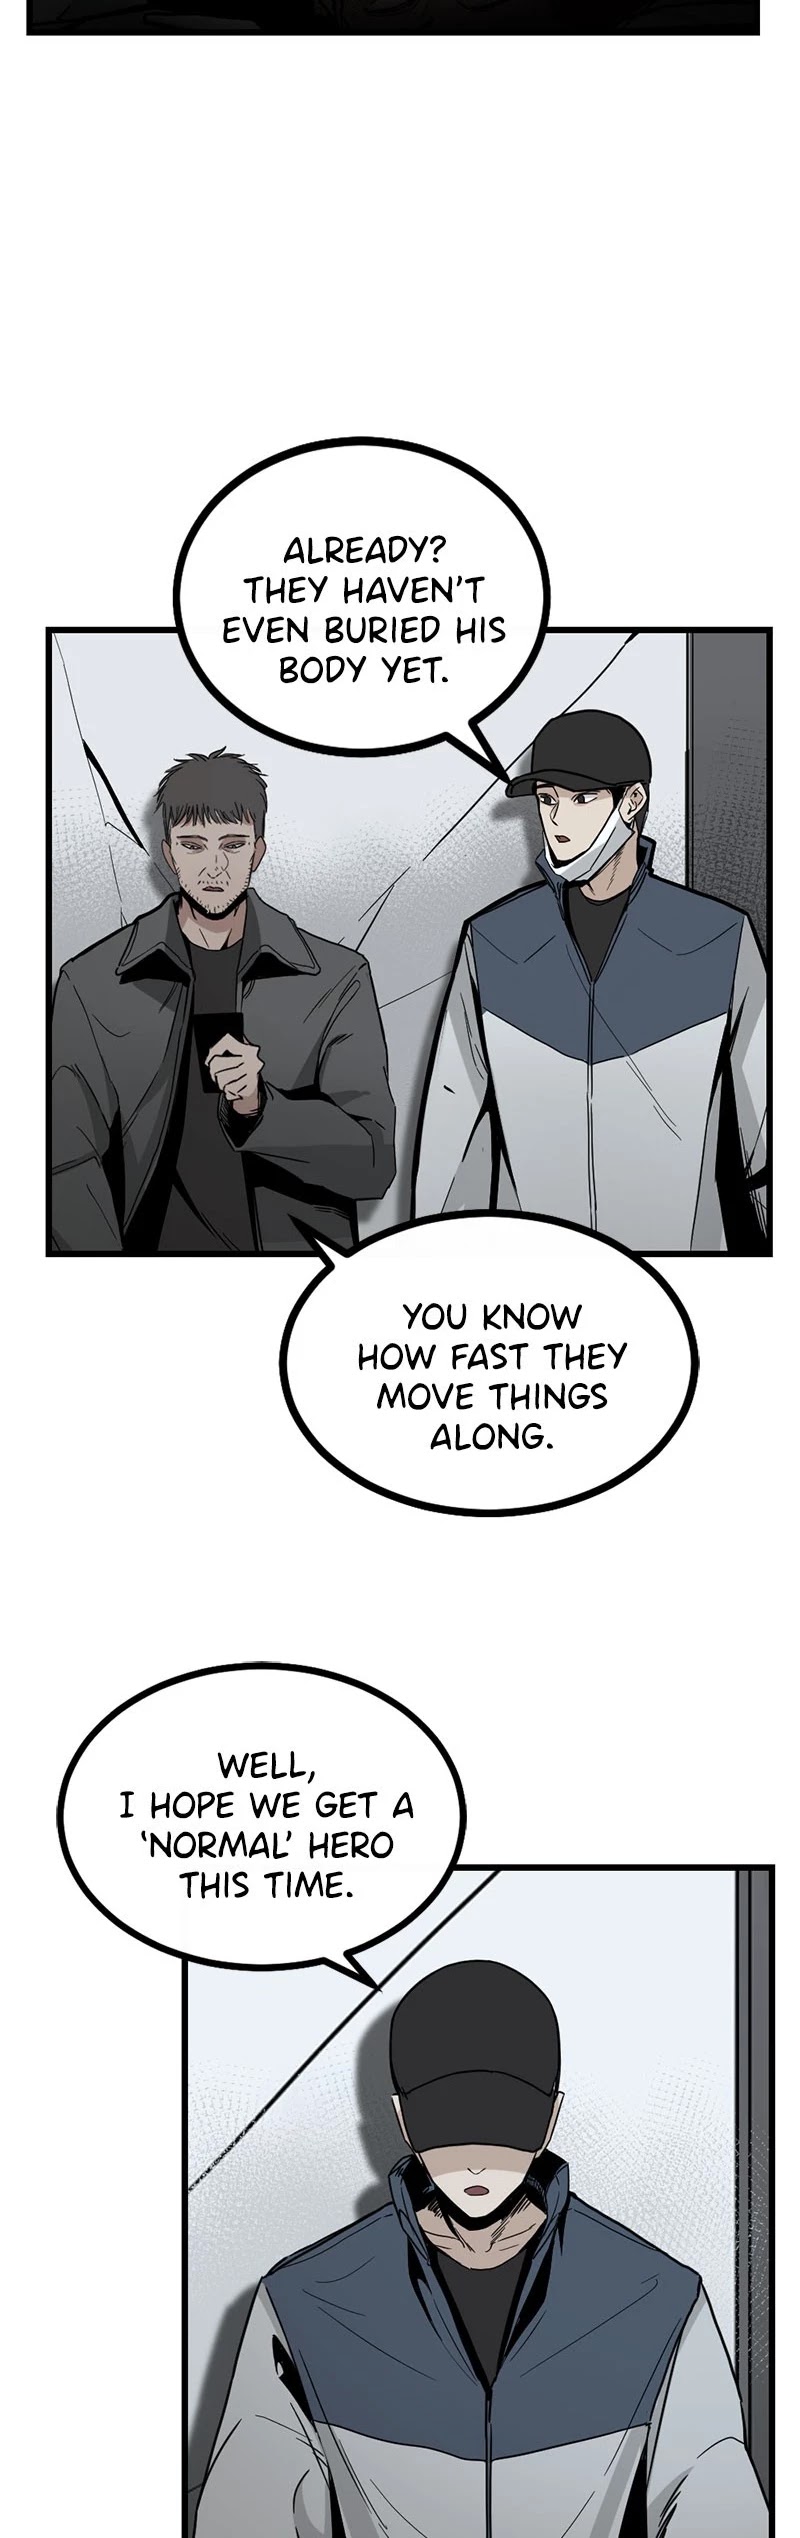 ALREADY?
THEY HAVEN'T
EVEN BURIED HIS
BODY YET.
YOU KNOW
HOW FAST THEY
MOVE THINGS
ALONG.
WELL,
I HOPE WE GET A
'NORMAL' HERO
THIS TIME.